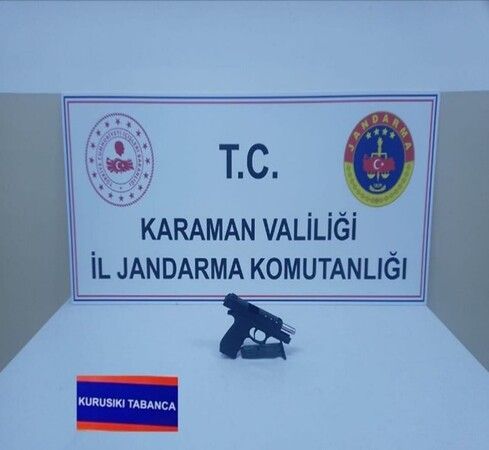 T.C.
JANDARMA
KARAMAN VALİLİĞİ
İL JANDARMA KOMUTANLIĞI
KURUSIKI TABANCA